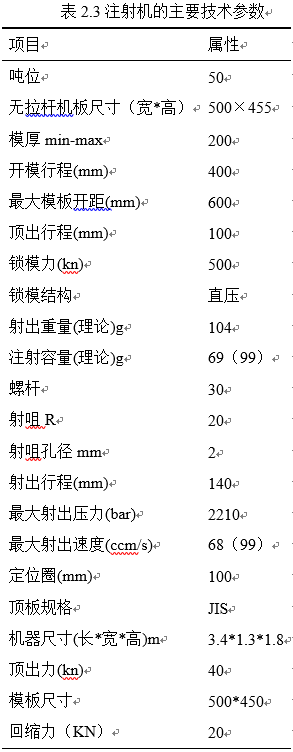 表 2.3 注射机的主要技术参数
项目 属性
吨位 50
无拉杆机板尺寸（宽*高） 500×455
模厚 min-max 200
开模行程(mm) 400
最大模板开距(mm) 600
顶出行程(mm) 100
锁模力(kn) 500
锁模结构 直压
射出重量(理论)g 104
注射容量(理论)g 69（99）
螺杆 30
射咀 R 20
射咀孔径 mm 2
射出行程(mm) 140
最大射出压力(bar) 2210
最大射出速度(ccm/s) 68（99）
定位圈(mm) 100
顶板规格 JIS
机器尺寸(长*宽*高)m 3.4*1.3*1.8
顶出力(kn) 40
模板尺寸 500*450
回缩力（KN） 20